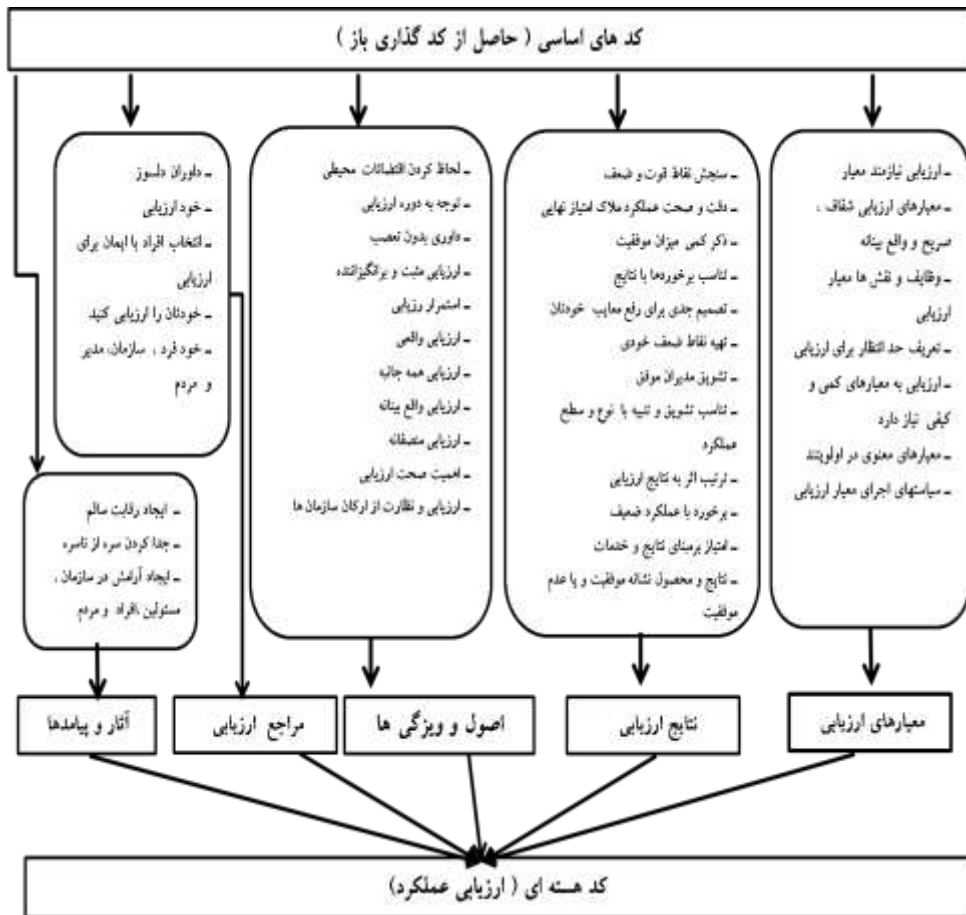 کد های اساسی ( حاصل از کد گذاری باز )
ـ ارزیابی نیازمند معیار
ـ معیارهای ارزیابی شفاف ،
صریح و واقع بینانه
ـ وظایف و نقش ها معیار
ارزیابی
ـ تعریف حد انتظار برای ارزیابی
ـ ارزیابی به معیارهای کمی و
کیفی نیاز دارد
ـ معیارهای معنوی در اولویتند
ـ سیاستهای اجرای معیار ارزیابی
ـ سنجش نقاط قوت و ضعف
ـ دقت و صحت عملکرد ملاک امتیاز نهایی
ـ ذکر کمی میزان موفقیت
ـ تناسب برخوردها با نتایج
ـ تصمیم جدی برای رفع معایب خودتان
ـ تهیه نقاط ضعف خودی
ـ تشویق مدیران موفق
ـ تناسب تشویق و تنبیه با نوع و سطح
عملکرد
ـ ترتیب اثر به نتایج ارزیابی
ـ برخورد با عملکرد ضعیف
ـ امتیاز برمبنای نتایج و خدمات
ـ نتایج و محصول نشانه موفقیت و یا عدم
موفقیت
ـ لحاظ کردن اقتضائات محیطی
ـ توجه به دوره ارزیابی
ـ داوری بدون تعصب
ـ ارزیابی مثبت و برانگیزاننده
ـ استمرار رزیابی
ـ ارزیابی واقعی
ـ ارزیابی همه جانبه
ـ ارزیابی واقع بینانه
ـ ارزیابی منصفانه
ـ اهمیت صحت ارزیابی
ـ ارزیابی و نظارت از ارکان سازمان ها
ـ داوران دلسوز
ـ خود ارزیابی
ـ انتخاب افراد با ایمان برای
ارزیابی
ـ خودتان را ارزیابی کنید
ـ خود فرد ، سازمان، مدیر
و مردم
ـ ایجاد رقابت سالم
ـ جدا کردن سره از ناسره
ـ ایجاد آرامش در سازمان ،
مسئولین ،افراد و مردم
معیارهای ارزیابی
نتایج ارزیابی
اصول و ویژگی ها
مراجع ارزیابی
آثار و پیامدها
کد هسته ای ( ارزیابی عملکرد)